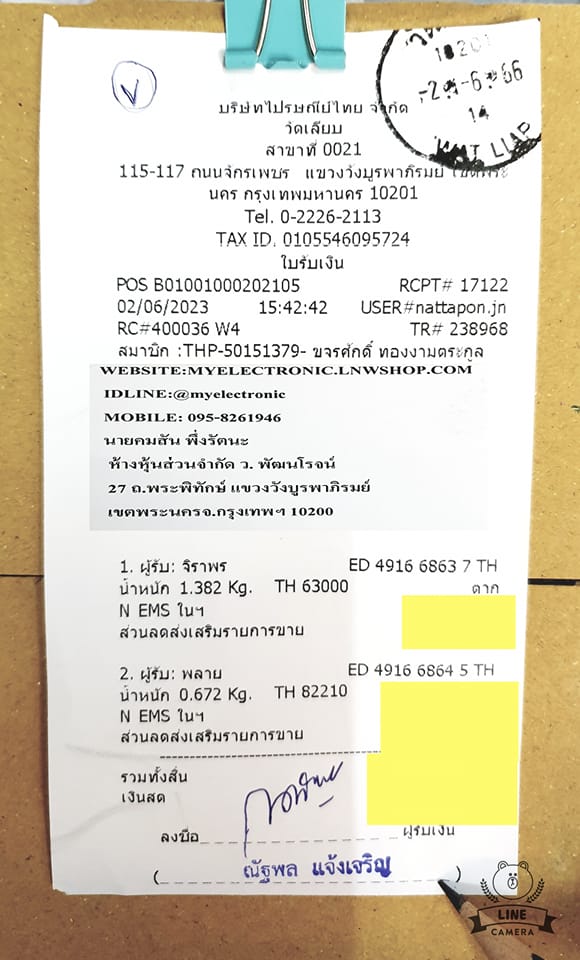 10201
-2 -6 66
14
WAT LIAP
บริษัทไปรษณีย์ไทย จำกัด
วัดเลียบ
สาขาที่ 0021
115-117 ถนนจักรเพชร แขวงวังบูรพาภิรมย์ เขตพระ
นคร กรุงเทพมหานคร 10201
Tel. 0-2226-2113
TAX ID. 0105546095724
ใบรับเงิน
POS B01001000202105 RCPT# 17122
02/06/2023 15:42:42 USER#nattapon.jn
RC#400036 W4 TR# 238968
สมาชิก :THP-50151379- ขจรศักดิ์ ทองงามตระกูล
WEBSITE:MYELECTRONIC.LNWSHOP.COM
IDLINE:@myelectronic
MOBILE: 095-8261946
นายคมสัน พึ่งรัตนะ
ห้างหุ้นส่วนจำกัด ว. พัฒนโรจน์
27 ถ.พระพิทักษ์ แขวงวังบูรพาภิรมย์
เขตพระนครจ.กรุงเทพฯ 10200
1. ผู้รับ: จิราพร ED 4916 6863 7 TH
น้ำหนัก 1.382 Kg. TH 63000 ตาก
N EMS ในฯ
ส่วนลดส่งเสริมรายการขาย
2. ผู้รับ: พลาย ED 4916 6864 5 TH
น้ำหนัก 0.672 Kg. TH 82210
N EMS ในฯ
ส่วนลดส่งเสริมรายการขาย
รวมทั้งสิ้น
เงินสด
ลงชื่อ ผู้รับเงิน
(ณัฐพล แจ้งเจริญ)
LINE
CAMERA